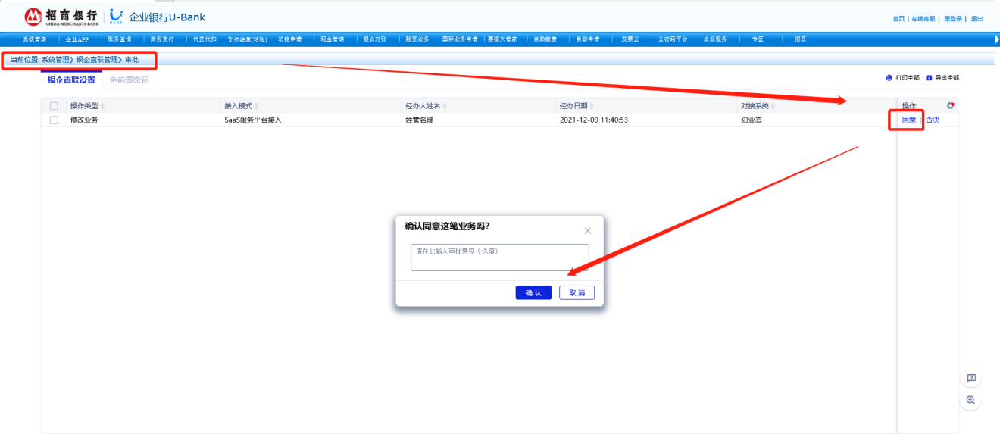 招商银行 企业银行U-Bank
CHINA MERCHANTS BANK BANK
首页 | 在线客服 | 重登录 | 退出
系统管理 企业APP 账务查询 商务支付 代发代扣 支付结算(转账) 功能申请 现金管理 银企对账 融资业务 国际业务申请 票据大管家 自助缴费 自助申请 发票云 云密码平台 企业服务 专区 招赢
当前位置: 系统管理》银企直联管理》审批
银企直联设置 免前置密钥 打印全部 导出全部
操作类型 接入模式 经办人姓名 经办日期 对接系统 操作
修改业务 SaaS服务平台接入 姓管名理 2021-12-09 11:40:53 纽业态 同意 | 否决
确认同意这笔业务吗?
请在此输入审批意见（选填）
确 认 取 消